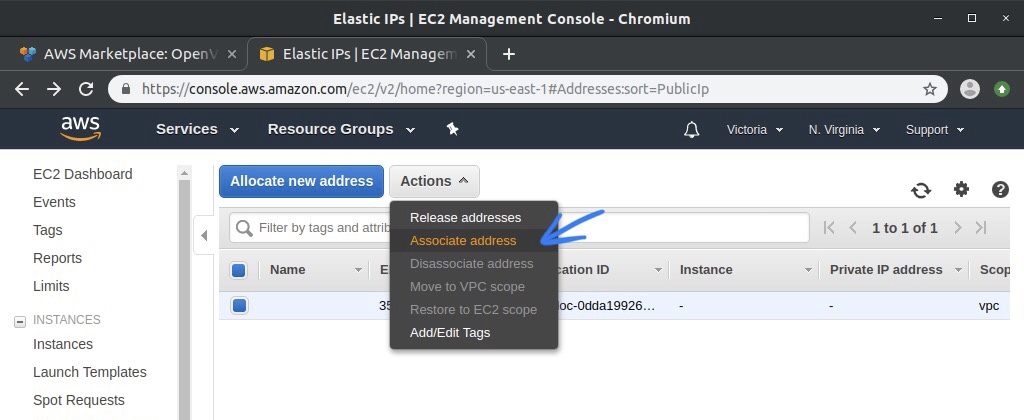 Elastic IPs | EC2 Management Console - Chromium
AWS Marketplace: OpenV
Elastic IPs | EC2 Managem
https://console.aws.amazon.com/ec2/v2/home?region=us-east-1#Addresses:sort=PublicIp
aws
Services
Resource Groups
Victoria
N. Virginia
Support
EC2 Dashboard
Events
Tags
Reports
Limits
INSTANCES
Instances
Launch Templates
Spot Requests
Allocate new address
Actions
Release addresses
Associate address
Disassociate address
Move to VPC scope
Restore to EC2 scope
Add/Edit Tags
Filter by tags and attrib
1 to 1 of 1
Name
E
cation ID
Instance
Private IP address
Scop
35
loc-0dda19926…
-
-
vpc